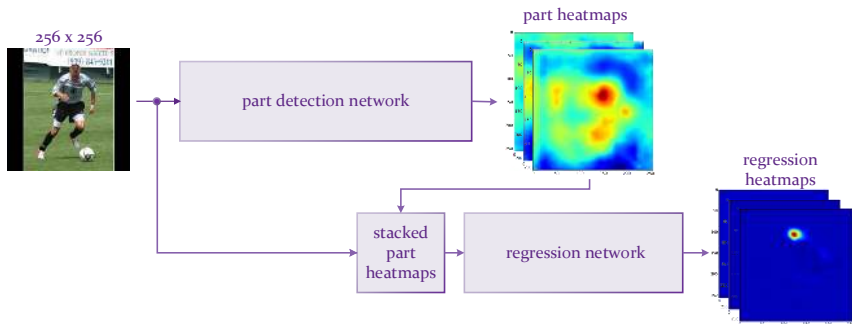 part heatmaps
256 x 256
part detection network
regression
heatmaps
stacked
part
heatmaps
regression network